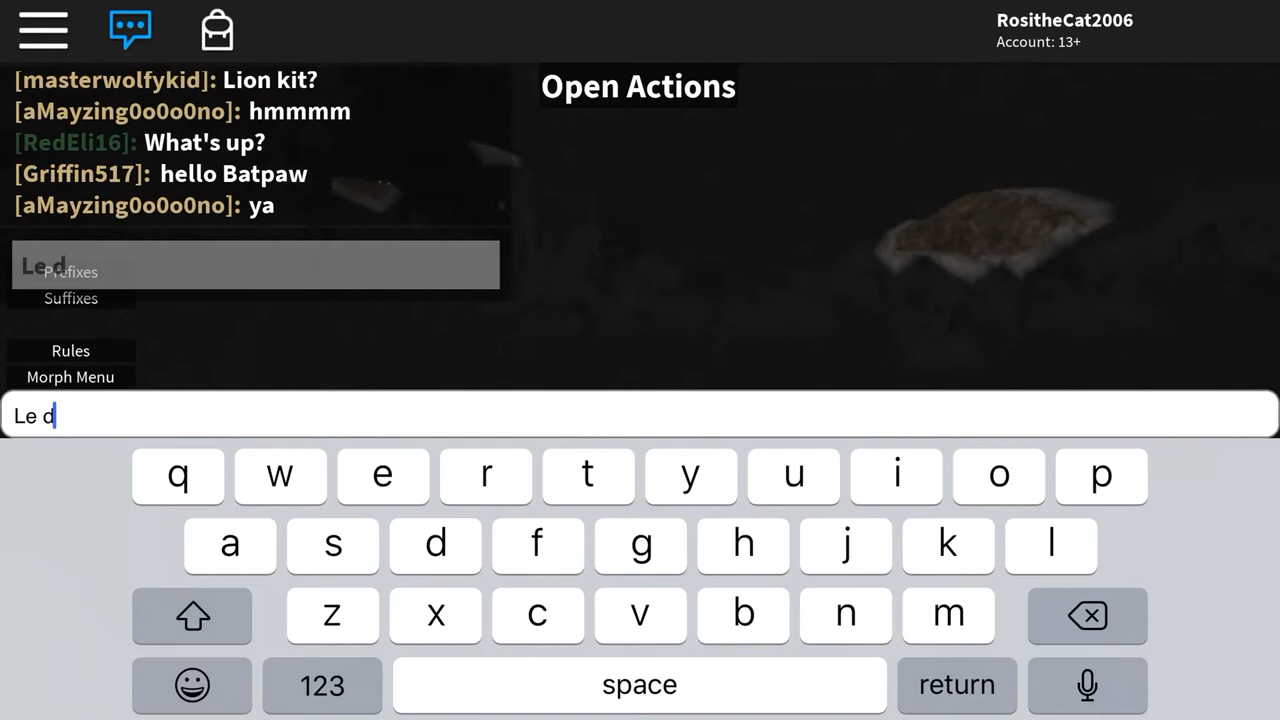 RositheCat2006
Account: 13+
[masterwolfykid]: Lion kit?
[aMayzing0o0o0no]: hmmmm
[RedEli16]: What's up?
[Griffin517]: hello Batpaw
[aMayzing0o0o0no]: ya
Open Actions
Le d
Prefixes
Suffixes
Rules
Morph Menu
Le d
q w e r t y u i o p
a s d f g h j k l
z x c v b n m
123 space return